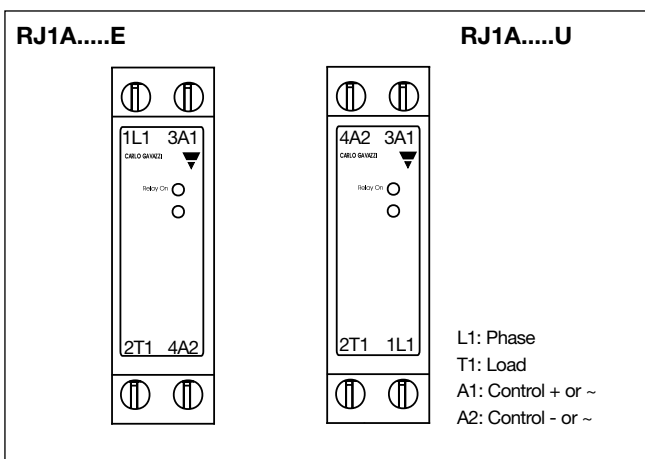 RJ1A.....E RJ1A.....U
1L1 3A1
CARLO GAVAZZI
Relay On
2T1 4A2
4A2 3A1
CARLO GAVAZZI
Relay On
2T1 1L1
L1: Phase
T1: Load
A1: Control + or ~
A2: Control - or ~